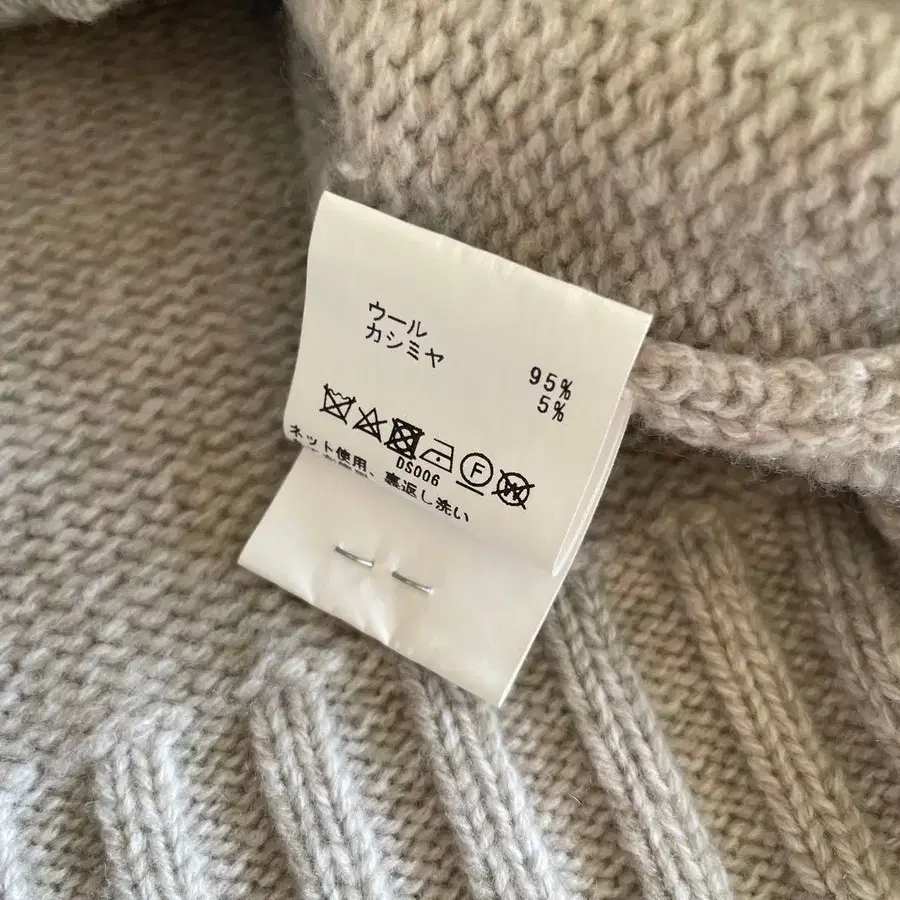 ウール
カシミヤ
95%
5%
F
W
DS006
ネット使用、裏返し洗い